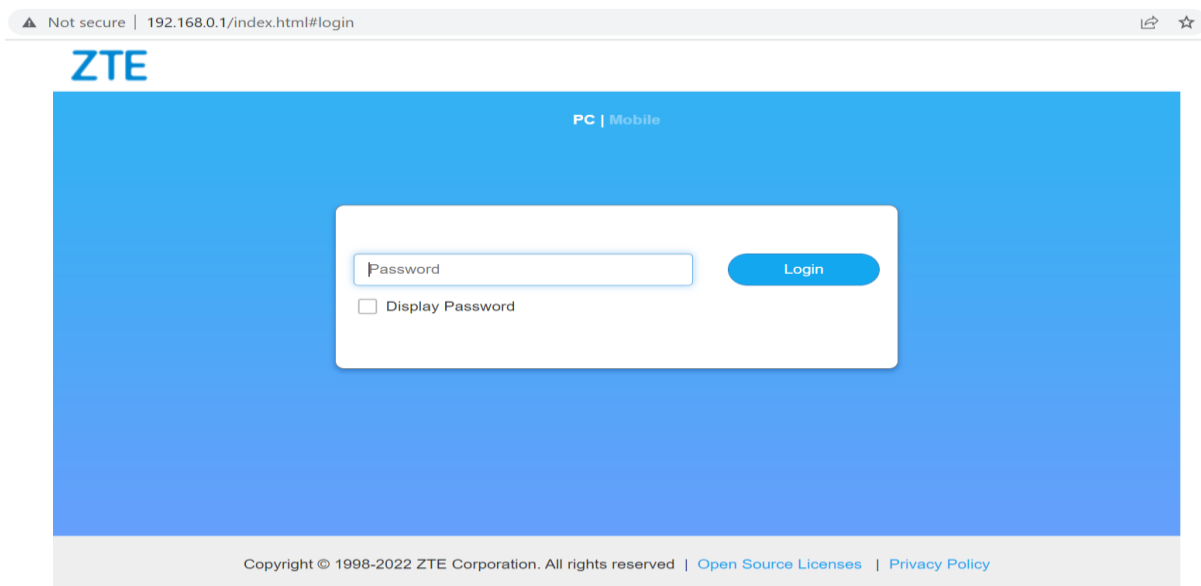 Not secure | 192.168.0.1/index.html#login
ZTE
PC | Mobile
Password
Login
Display Password
Copyright © 1998-2022 ZTE Corporation. All rights reserved | Open Source Licenses | Privacy Policy